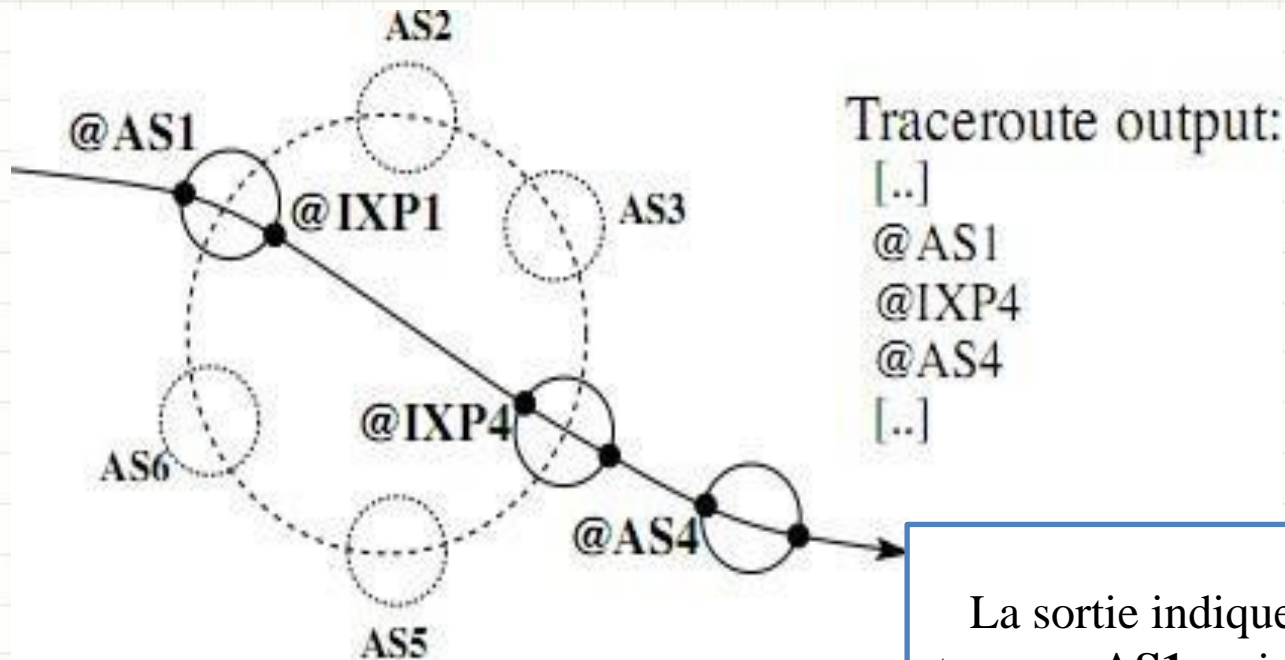 AS2
@AS1
@IXP1
AS3
@IXP4
AS6
@AS4
AS5
Traceroute output:
[..]
@AS1
@IXP4
@AS4
[..]
La sortie indique
AS1